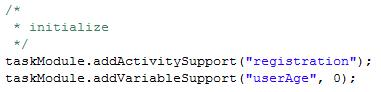 /*
 * initialize
 */
taskModule.addActivitySupport("registration");
taskModule.addVariableSupport("userAge", 0);